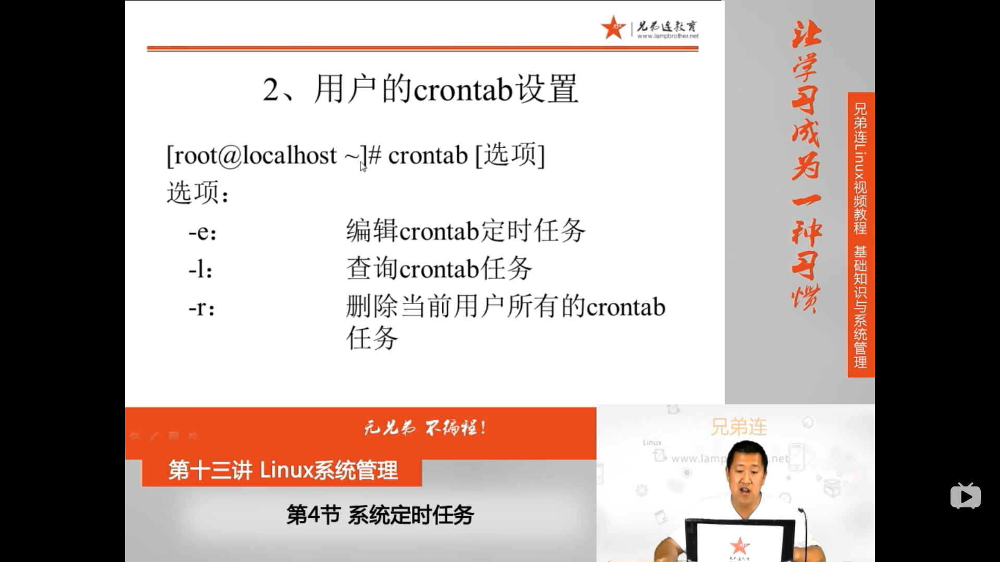 兄弟连教育
www.lampbrother.net
2、用户的crontab设置
[root@localhost ~]# crontab [选项]
选项：
-e： 编辑crontab定时任务
-l： 查询crontab任务
-r： 删除当前用户所有的crontab
任务
让学习成为一种习惯
兄弟连Linux视频教程 基础知识与系统管理
无兄弟 不编程！
第十三讲 Linux系统管理
第4节 系统定时任务
兄弟连
Linux
www.lamp .net